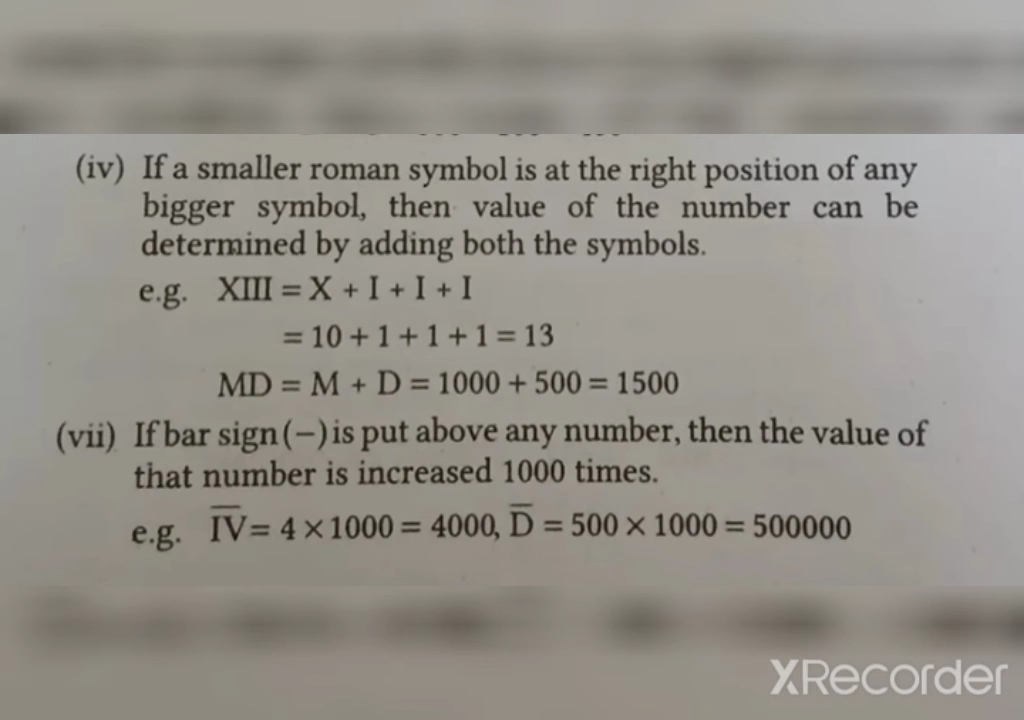 (iv) If a smaller roman symbol is at the right position of any
bigger symbol, then value of the number can be
determined by adding both the symbols.
e.g. XIII = X + I + I + I
= 10 + 1 + 1 + 1 = 13
MD = M + D = 1000 + 500 = 1500
(vii) If bar sign (–) is put above any number, then the value of
that number is increased 1000 times.
e.g. I̅V̅ = 4 × 1000 = 4000, D̅ = 500 × 1000 = 500000
XRecorder